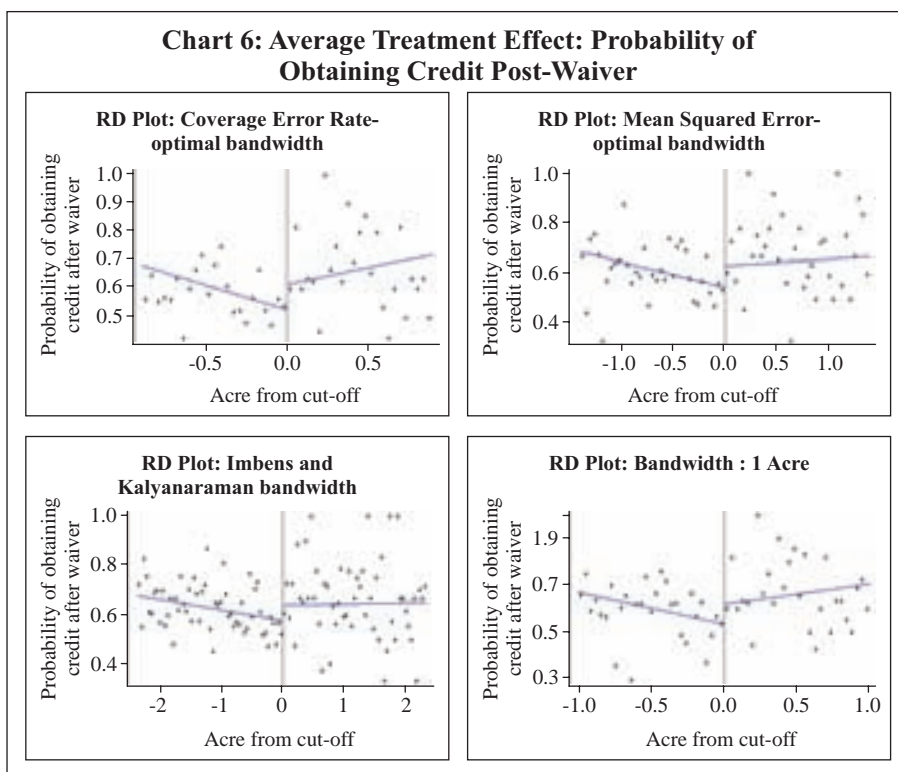 Chart 6: Average Treatment Effect: Probability of
Obtaining Credit Post-Waiver
RD Plot: Coverage Error Rate-
optimal bandwidth
Probability of obtaining
credit after waiver
1.0
0.7
0.6
0.5
-0.5
0.0
0.5
Acre from cut-off
RD Plot: Mean Squared Error-
optimal bandwidth
Probability of obtaining
credit after waiver
1.0
0.8
0.6
0.4
-1.0
-0.5
0.0
0.5
1.0
Acre from cut-off
RD Plot: Imbens and
Kalyanaraman bandwidth
Probability of obtaining
credit after waiver
1.0
0.8
0.6
0.4
-2
-1
0
1
2
Acre from cut-off
RD Plot: Bandwidth : 1 Acre
Probability of obtaining
credit after waiver
1.9
0.7
0.5
0.3
-1.0
-0.5
0.0
0.5
1.0
Acre from cut-off